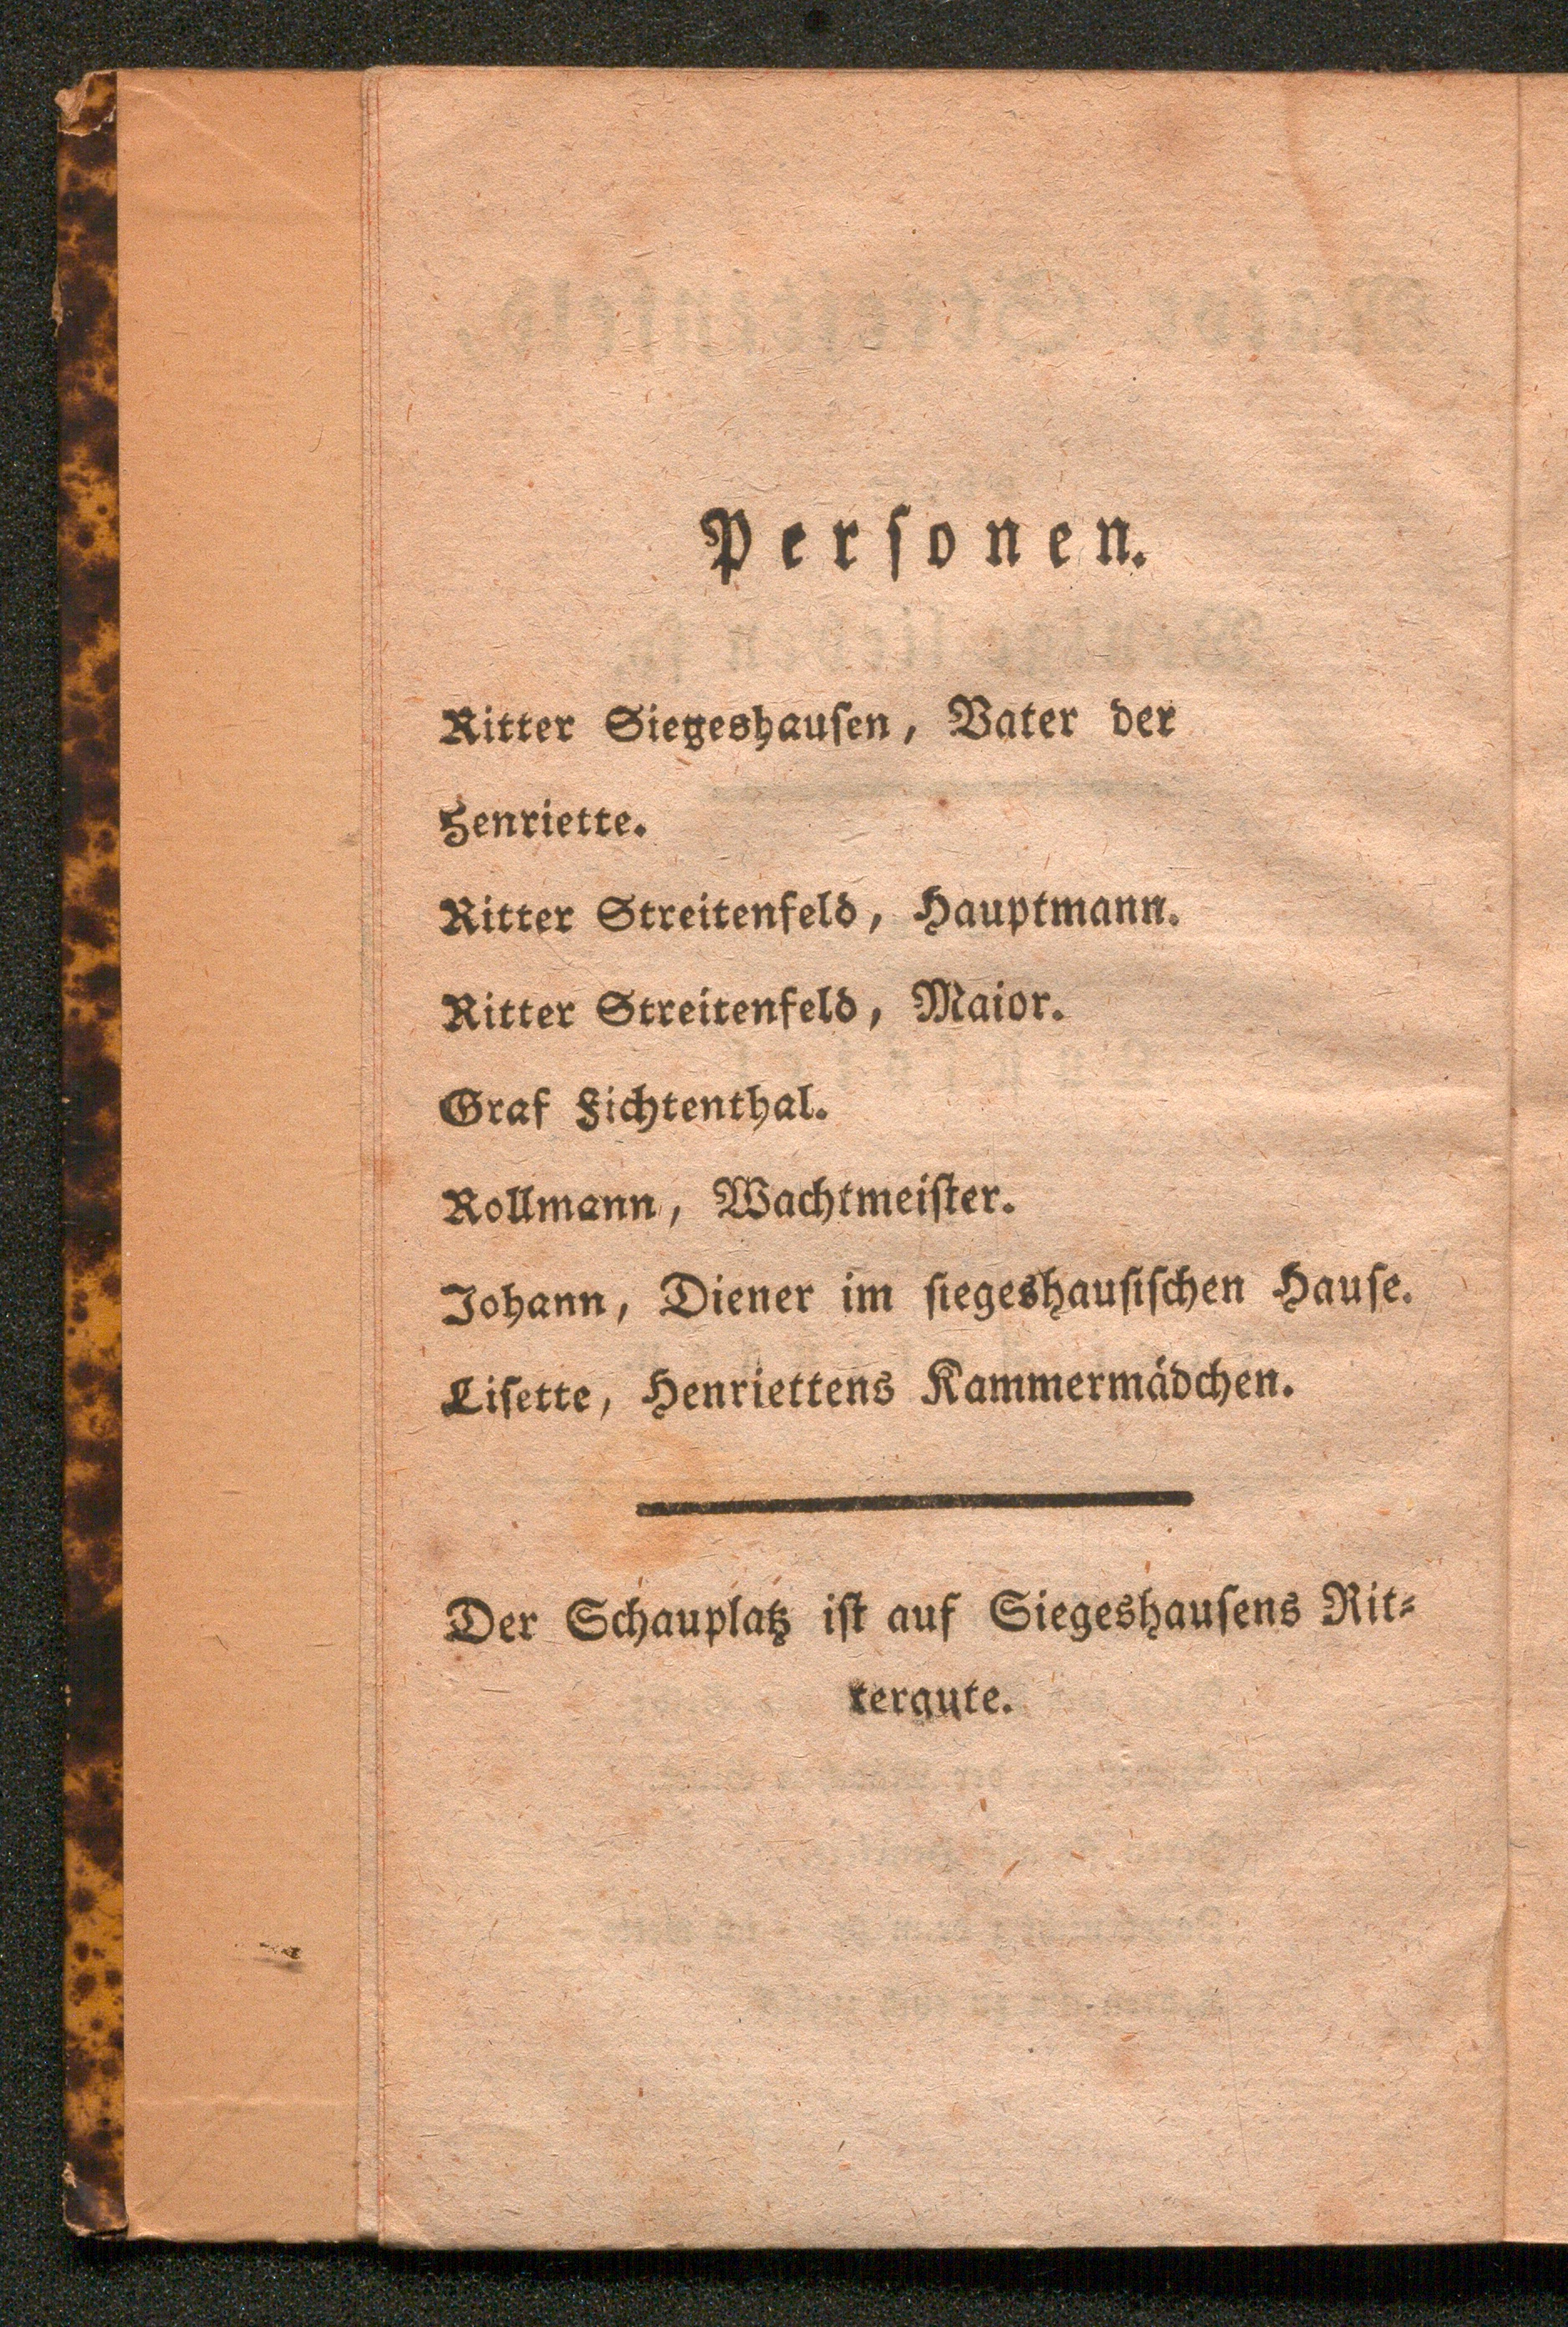 Personen.
Ritter Siegeshauſen, Vater der
Henriette.
Ritter Streitenfeld, Hauptmann.
Ritter Streitenfeld, Maior.
Graf Fichtenthal.
Rollmann, Wachtmeiſter.
Johann, Diener im ſiegeshauſiſchen Hauſe.
Liſette, Henriettens Kammermädchen.
Der Schauplatz iſt auf Siegeshauſens Rit⸗
tergute.